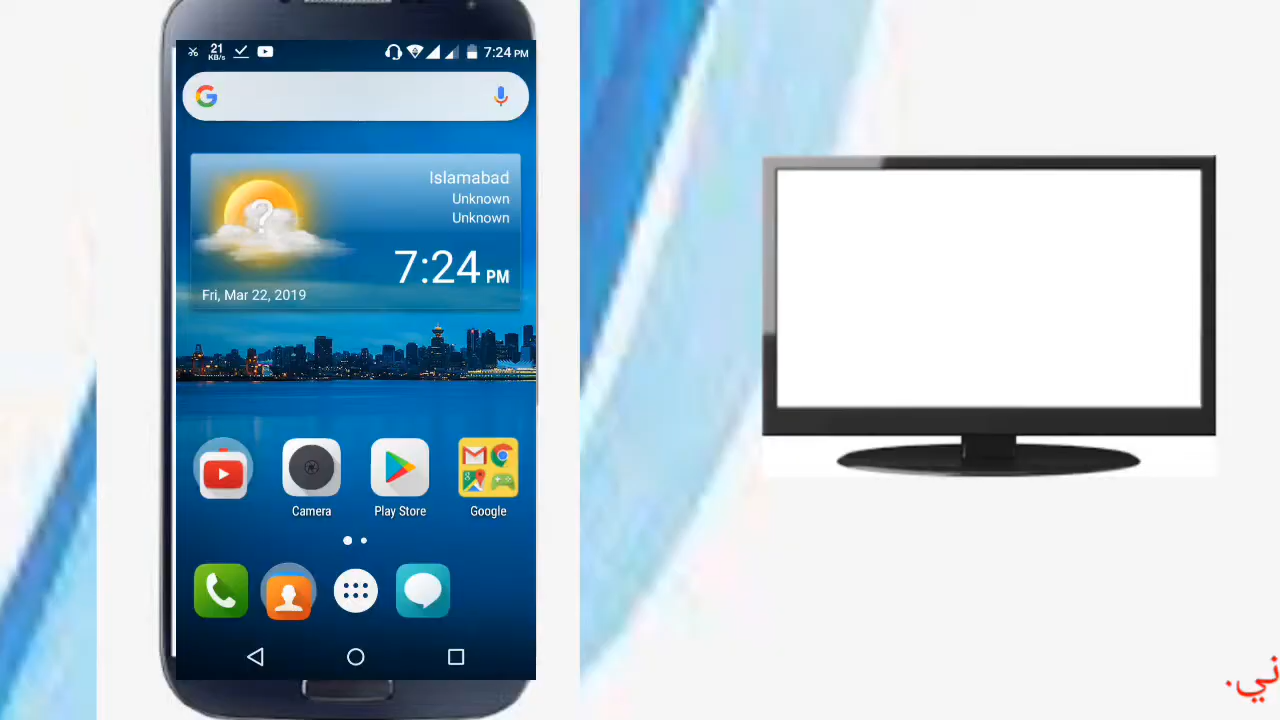 21
KB/s
7:24 PM
Islamabad
Unknown
Unknown
7:24 PM
Fri, Mar 22, 2019
Camera
Play Store
Google
ني.